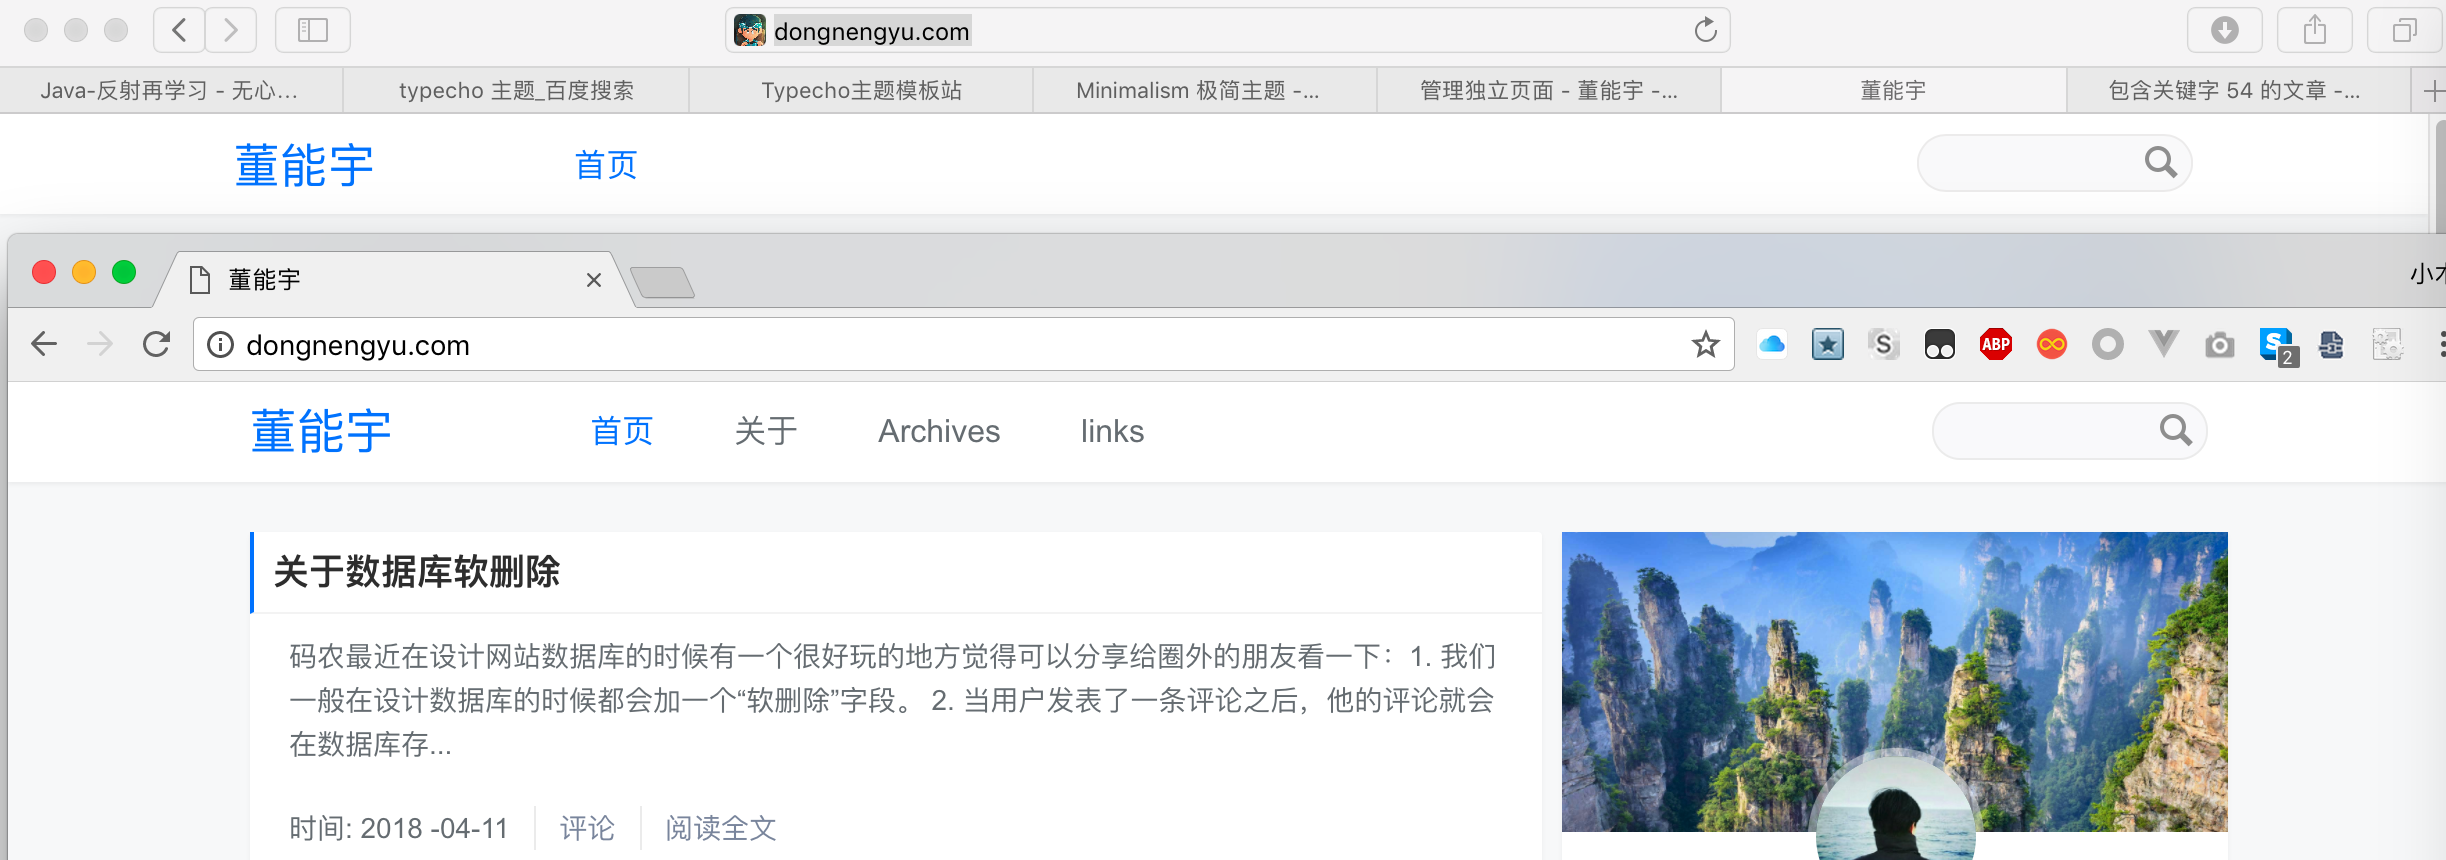 dongnengyu.com
Java-反射再学习 - 无心...
typecho 主题_百度搜索
Typecho主题模板站
Minimalism 极简主题 -...
管理独立页面 - 董能宇 -...
董能宇
包含关键字 54 的文章 -...
董能宇
首页
董能宇
dongnengyu.com
S
ABP
S
2
董能宇
首页
关于
Archives
links
关于数据库软删除
码农最近在设计网站数据库的时候有一个很好玩的地方觉得可以分享给圈外的朋友看一下：1. 我们
一般在设计数据库的时候都会加一个“软删除”字段。 2. 当用户发表了一条评论之后，他的评论就会
在数据库存...
时间: 2018 -04-11
评论
阅读全文